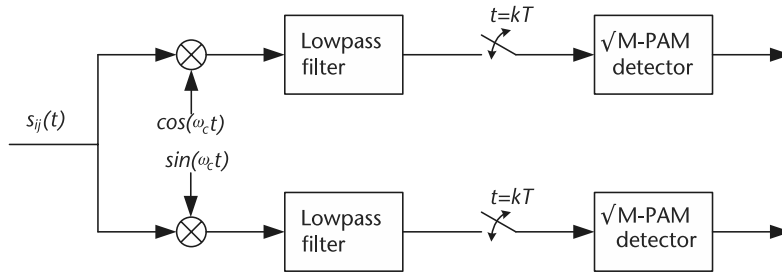 Lowpass
filter
t=kT
√M-PAM
detector
s_ij(t)
cos(ω_c t)
sin(ω_c t)
Lowpass
filter
t=kT
√M-PAM
detector